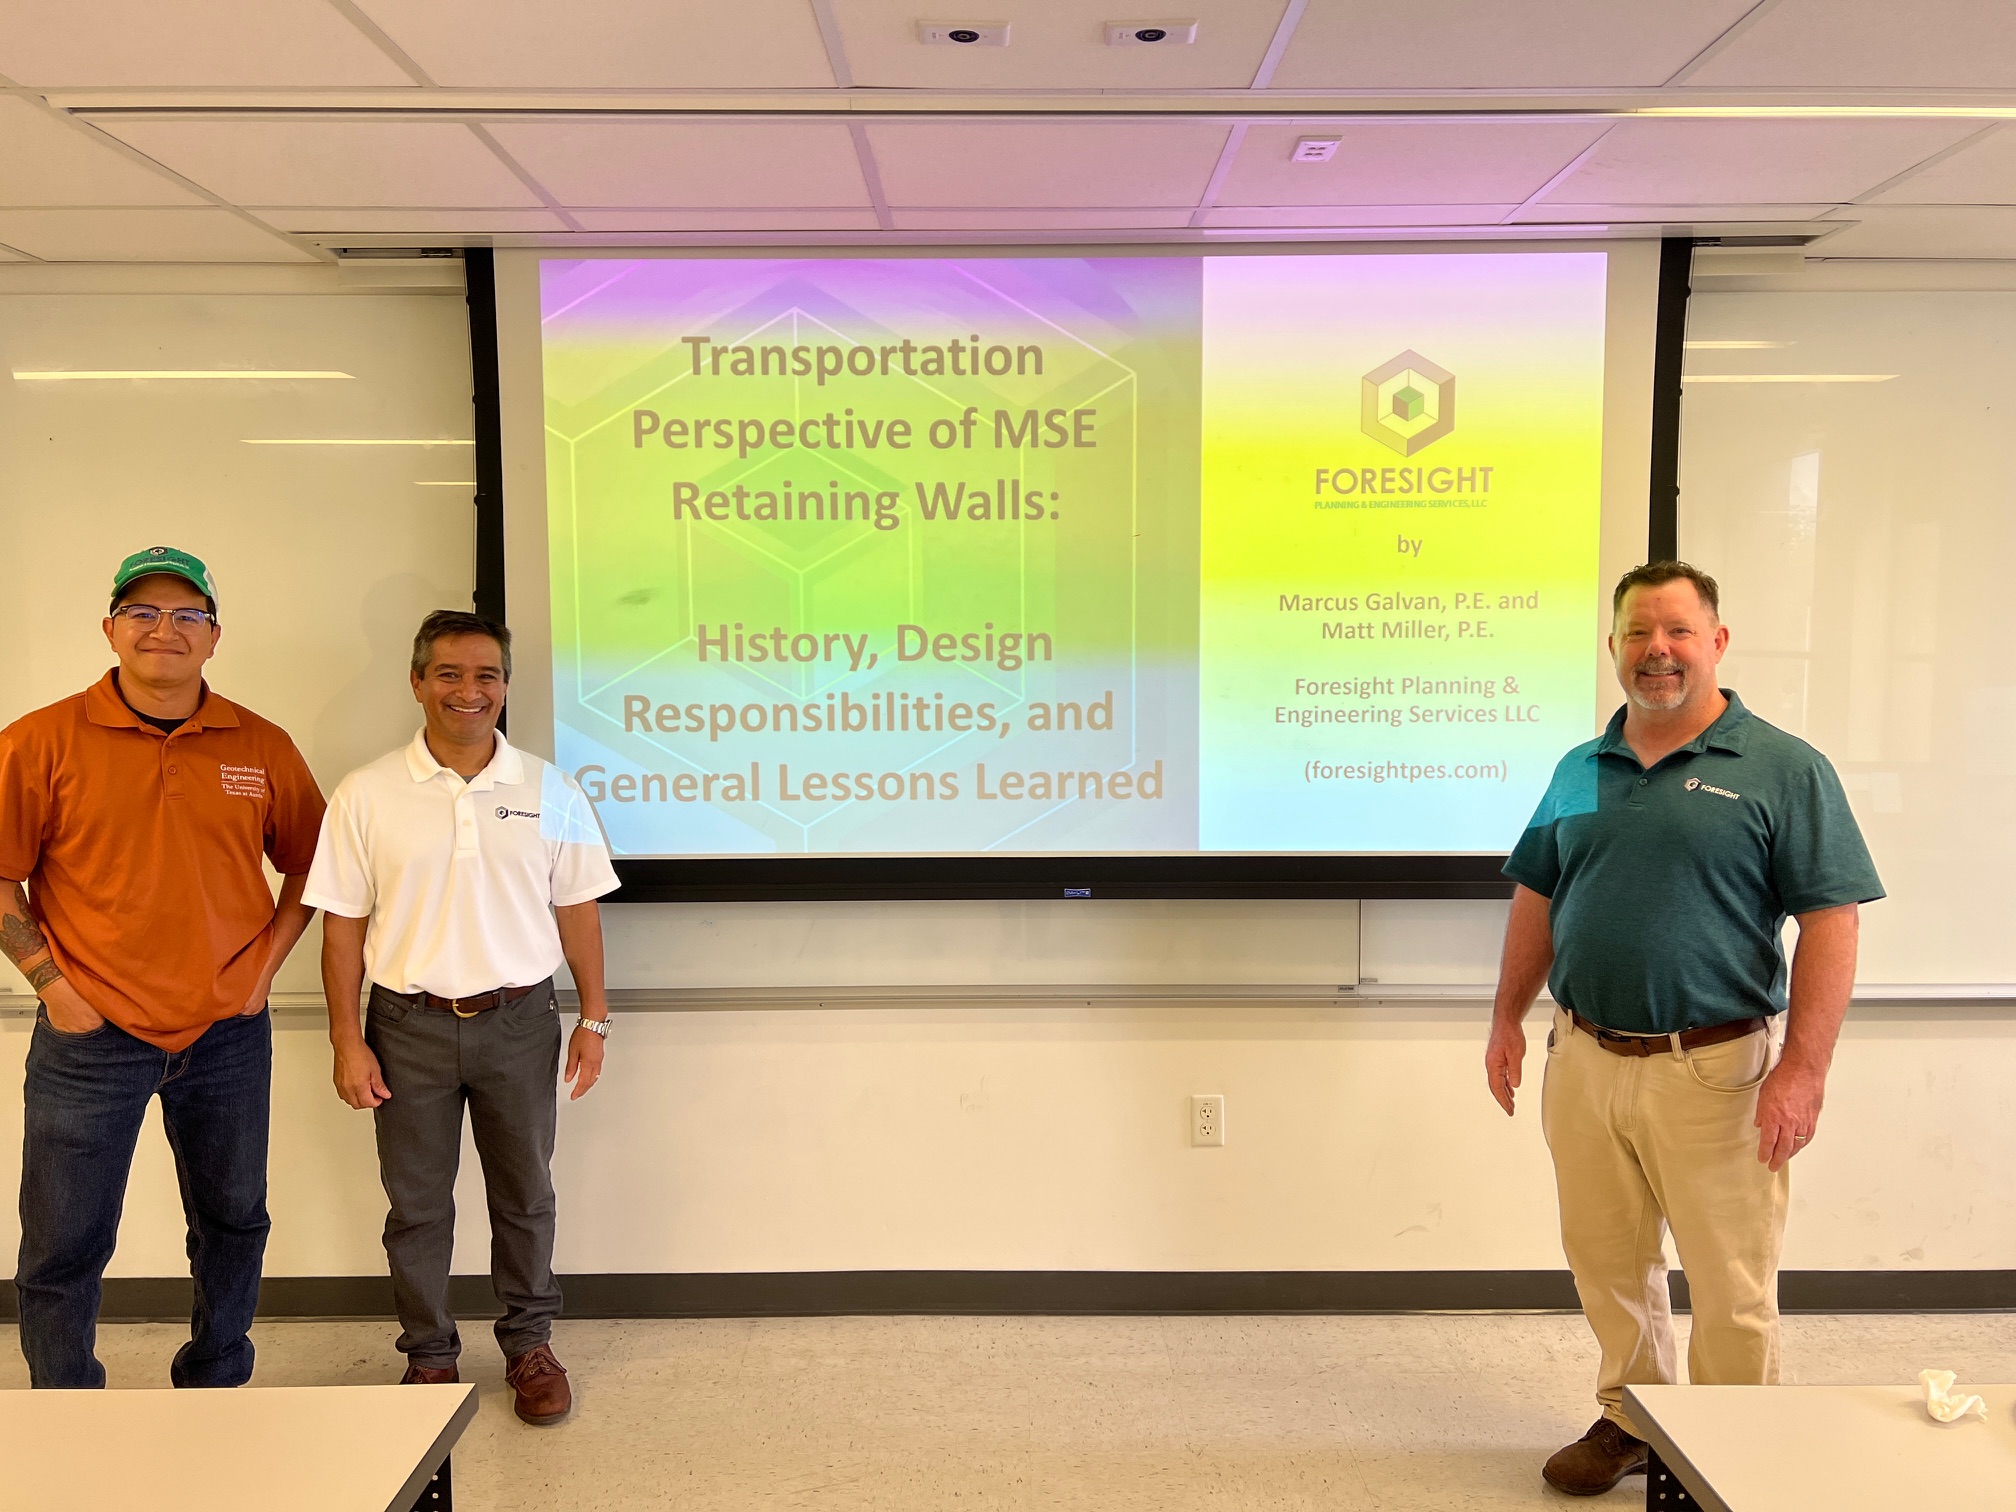 Transportation
Perspective of MSE
Retaining Walls:
History, Design
Responsibilities, and
General Lessons Learned
FORESIGHT
PLANNING & ENGINEERING SERVICES, LLC
by
Marcus Galvan, P.E. and
Matt Miller, P.E.
Foresight Planning &
Engineering Services LLC
(foresightpes.com)
FORESIGHT
Geotechnical
Engineering
The University of
Texas at Austin
FORESIGHT
FORESIGHT